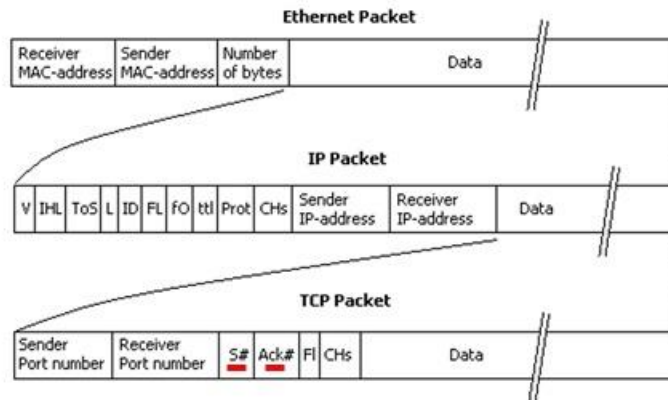 Ethernet Packet
Receiver MAC-address
Sender MAC-address
Number of bytes
Data
IP Packet
V IHL ToS L ID FL fO ttl Prot CHs
Sender IP-address
Receiver IP-address
Data
TCP Packet
Sender Port number
Receiver Port number
S# Ack# Fl CHs
Data